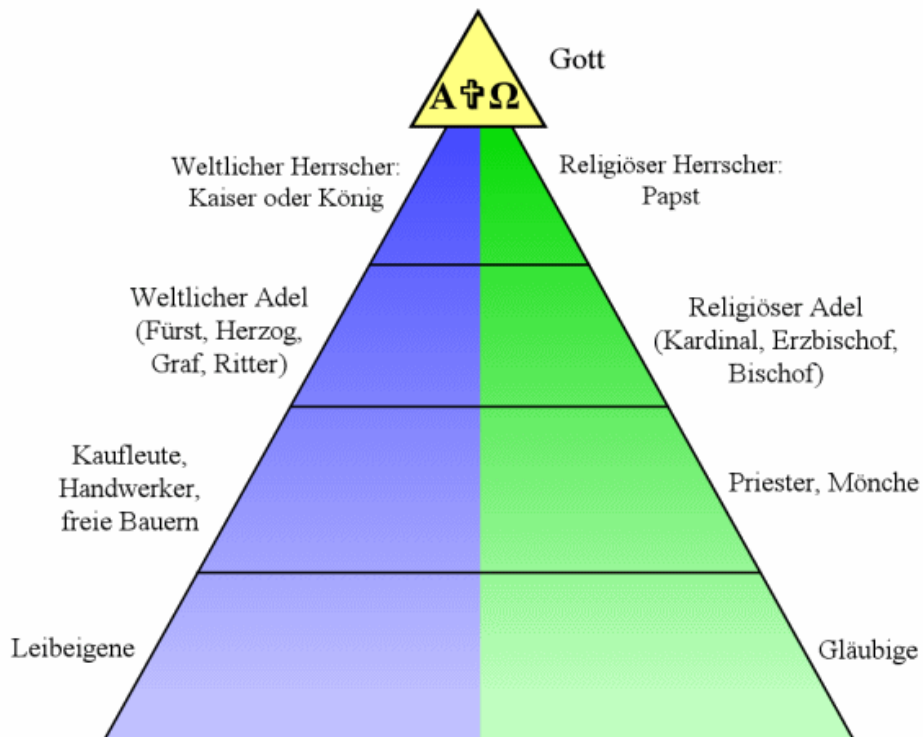 Gott
Α✞Ω
Weltlicher Herrscher:
Kaiser oder König
Religiöser Herrscher:
Papst
Weltlicher Adel
(Fürst, Herzog,
Graf, Ritter)
Religiöser Adel
(Kardinal, Erzbischof,
Bischof)
Kaufleute,
Handwerker,
freie Bauern
Priester, Mönche
Leibeigene
Gläubige